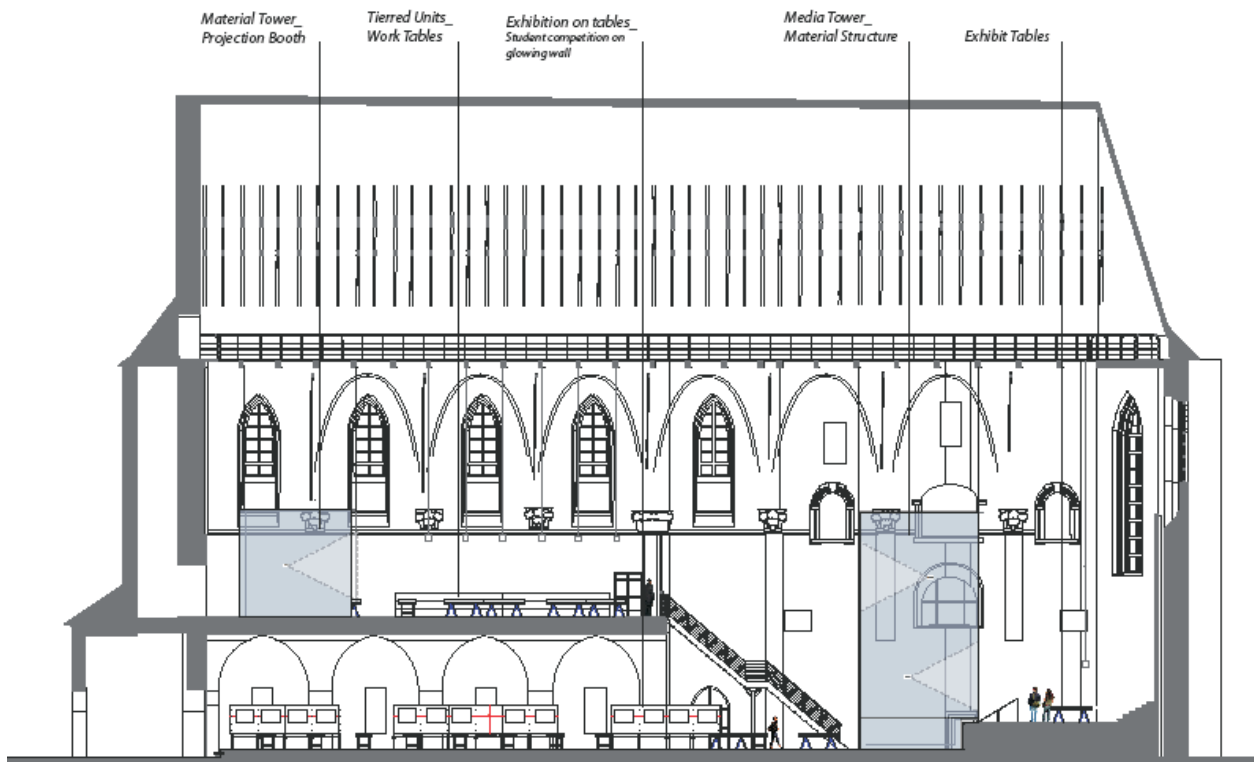 Material Tower_
Projection Booth
Tierred Units_
Work Tables
Exhibition on tables_
Student competition on
glowing wall
Media Tower_
Material Structure
Exhibit Tables